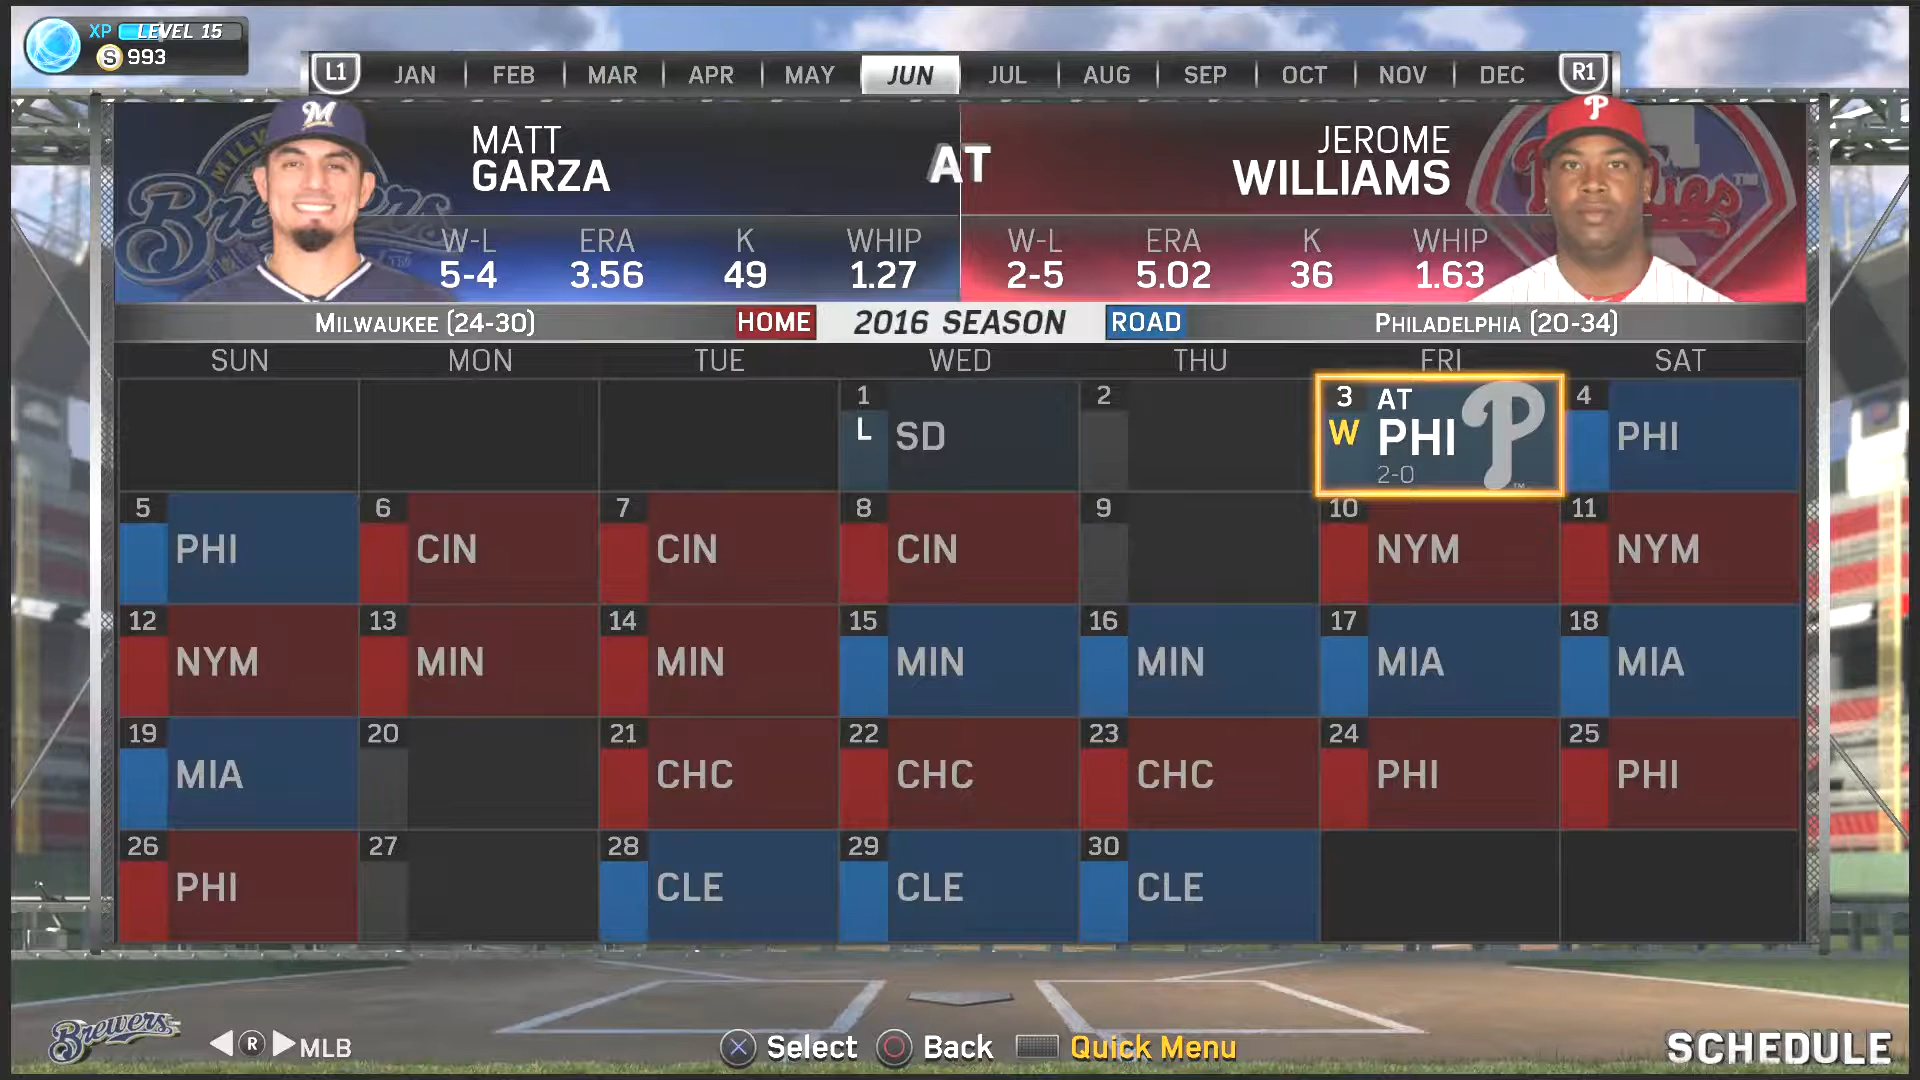 XP LEVEL 15
S 993
L1 JAN FEB MAR APR MAY JUN JUL AUG SEP OCT NOV DEC R1
MATT
GARZA
AT
JEROME
WILLIAMS
W-L ERA K WHIP
5-4 3.56 49 1.27
W-L ERA K WHIP
2-5 5.02 36 1.63
MILWAUKEE (24-30) HOME 2016 SEASON ROAD PHILADELPHIA (20-34)
SUN MON TUE WED THU FRI SAT
1 L SD
2
3 W AT PHI 2-0
4 PHI
5 PHI
6 CIN
7 CIN
8 CIN
9
10 NYM
11 NYM
12 NYM
13 MIN
14 MIN
15 MIN
16 MIN
17 MIA
18 MIA
19 MIA
20
21 CHC
22 CHC
23 CHC
24 PHI
25 PHI
26 PHI
27
28 CLE
29 CLE
30 CLE
Brewers R MLB Select Back Quick Menu SCHEDULE